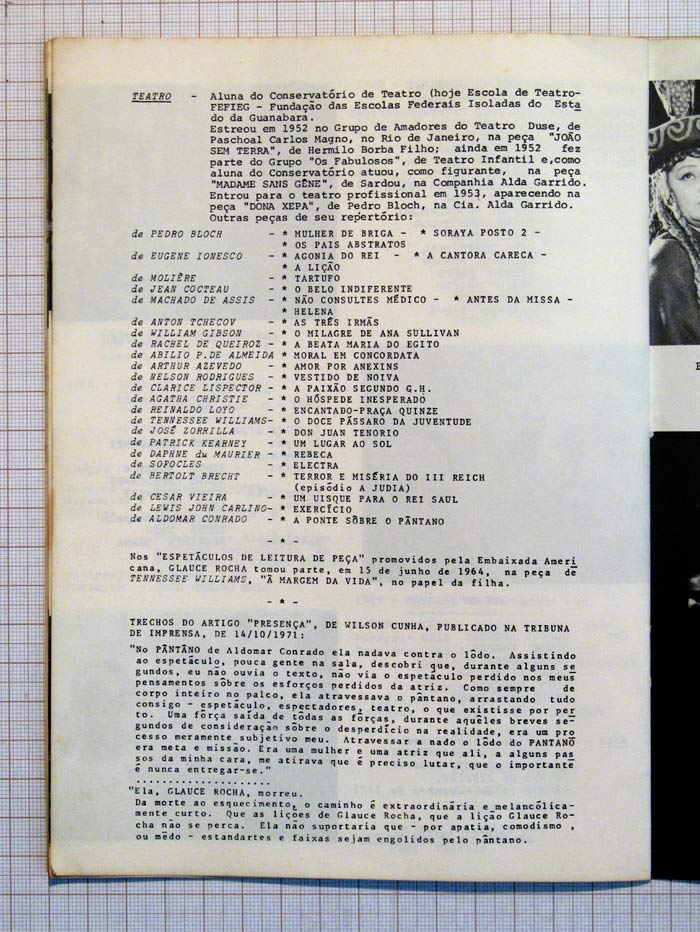 TEATRO - Aluna do Conservatório de Teatro (hoje Escola de Teatro-
FEFIEG - Fundação das Escolas Federais Isoladas do Esta
do da Guanabara.
Estreou em 1952 no Grupo de Amadores do Teatro Duse, de
Paschoal Carlos Magno, no Rio de Janeiro, na peça "JOÃO
SEM TERRA", de Hermilo Borba Filho; ainda em 1952 fez
parte do Grupo "Os Fabulosos", de Teatro Infantil e,como
aluna do Conservatório atuou, como figurante, na peça
"MADAME SANS GÊNE", de Sardou, na Companhia Alda Garrido.
Entrou para o teatro profissional em 1953, aparecendo na
peça "DONA XEPA", de Pedro Bloch, na Cia. Alda Garrido.
Outras peças de seu repertório:
de PEDRO BLOCH - * MULHER DE BRIGA - * SORAYA POSTO 2 -
* OS PAIS ABSTRATOS
de EUGENE IONESCO - * AGONIA DO REI - * A CANTORA CARECA -
* A LIÇÃO
de MOLIÈRE - * TARTUFO
de JEAN COCTEAU - * O BELO INDIFERENTE
de MACHADO DE ASSIS - * NÃO CONSULTES MÉDICO - * ANTES DA MISSA -
* HELENA
de ANTON TCHECOV - * AS TRÊS IRMÃS
de WILLIAM GIBSON - * O MILAGRE DE ANA SULLIVAN
de RACHEL DE QUEIROZ - * A BEATA MARIA DO EGITO
de ABILIO P.DE ALMEIDA * MORAL EM CONCORDATA
de ARTHUR AZEVEDO - * AMOR POR ANEXINS
de NELSON RODRIGUES - * VESTIDO DE NOIVA
de CLARICE LISPECTOR - * A PAIXÃO SEGUNDO G.H.
de AGATHA CHRISTIE - * O HÓSPEDE INESPERADO
de REINALDO LOYO - * ENCANTADO-PRAÇA QUINZE
de TENNESSEE WILLIAMS- * O DOCE PÁSSARO DA JUVENTUDE
de JOSÉ ZORRILLA - * DON JUAN TENORIO
de PATRICK KEARNEY - * UM LUGAR AO SOL
de DAPHNE du MAURIER - * REBECA
de SOFOCLES - * ELECTRA
de BERTOLT BRECHT - * TERROR E MISÉRIA DO III REICH
(episódio A JUDIA)
de CESAR VIEIRA - * UM UISQUE PARA O REI SAUL
de LEWIS JOHN CARLINO- * EXERCÍCIO
de ALDOMAR CONRADO - * A PONTE SÔBRE O PÂNTANO
- * -
Nos "ESPETÁCULOS DE LEITURA DE PEÇA" promovidos pela Embaixada Ameri
cana, GLAUCE ROCHA tomou parte, em 15 de junho de 1964, na peça de
TENNESSEE WILLIAMS, "À MARGEM DA VIDA", no papel da filha.
- * -
TRECHOS DO ARTIGO "PRESENÇA", DE WILSON CUNHA, PUBLICADO NA TRIBUNA
DE IMPRENSA, DE 14/10/1971:
"No PÂNTÂNO de Aldomar Conrado ela nadava contra o lôdo. Assistindo
ao espetáculo, pouca gente na sala, descobri que, durante alguns se
gundos, eu não ouvia o texto, não via o espetáculo perdido nos meus
pensamentos sôbre os esforços perdidos da atriz. Como sempre de
corpo inteiro no palco, ela atravessava o pântano, arrastando tudo
consigo - espetáculo, espectadores, teatro, o que existisse por per
to. Uma fôrça saída de tôdas as forças, durante aquêles breves se-
gundos de consideração sôbre o desperdício na realidade, era um pro
cesso meramente subjetivo meu. Atravessar a nado o lôdo do PANTANO
era meta e missão. Era uma mulher e uma atriz que ali, a alguns pas
sos da minha cara, me atirava que é preciso lutar, que o importante
é nunca entregar-se."
.....................
"Ela, GLAUCE ROCHA, morreu.
Da morte ao esquecimento, o caminho é extraordinária e melancòlica-
mente curto. Que as lições de Glauce Rocha, que a lição Glauce Ro-
cha não se perca. Ela não suportaria que - por apatia, comodismo ,
ou mêdo - estandartes e faixas sejam engolidos pelo pântano.